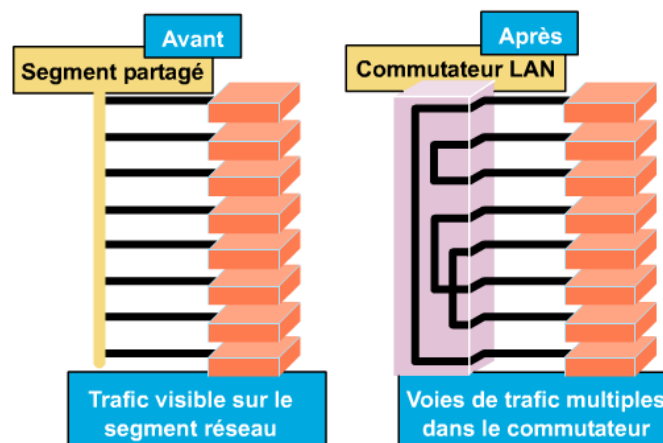 Avant
Segment partagé
Trafic visible sur le
segment réseau
Après
Commutateur LAN
Voies de trafic multiples
dans le commutateur